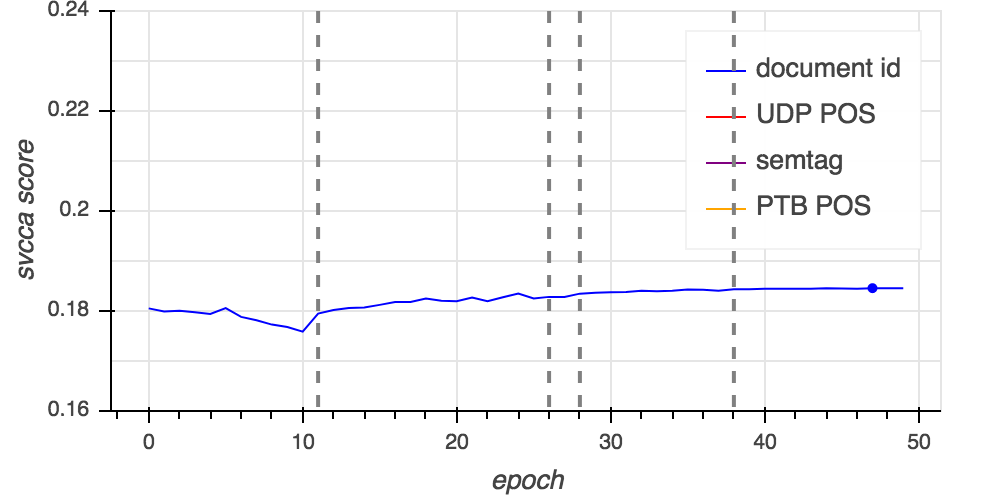 0.24
0.22
0.2
0.18
0.16
svcca score
document id
UDP POS
semtag
PTB POS
0 10 20 30 40 50
epoch